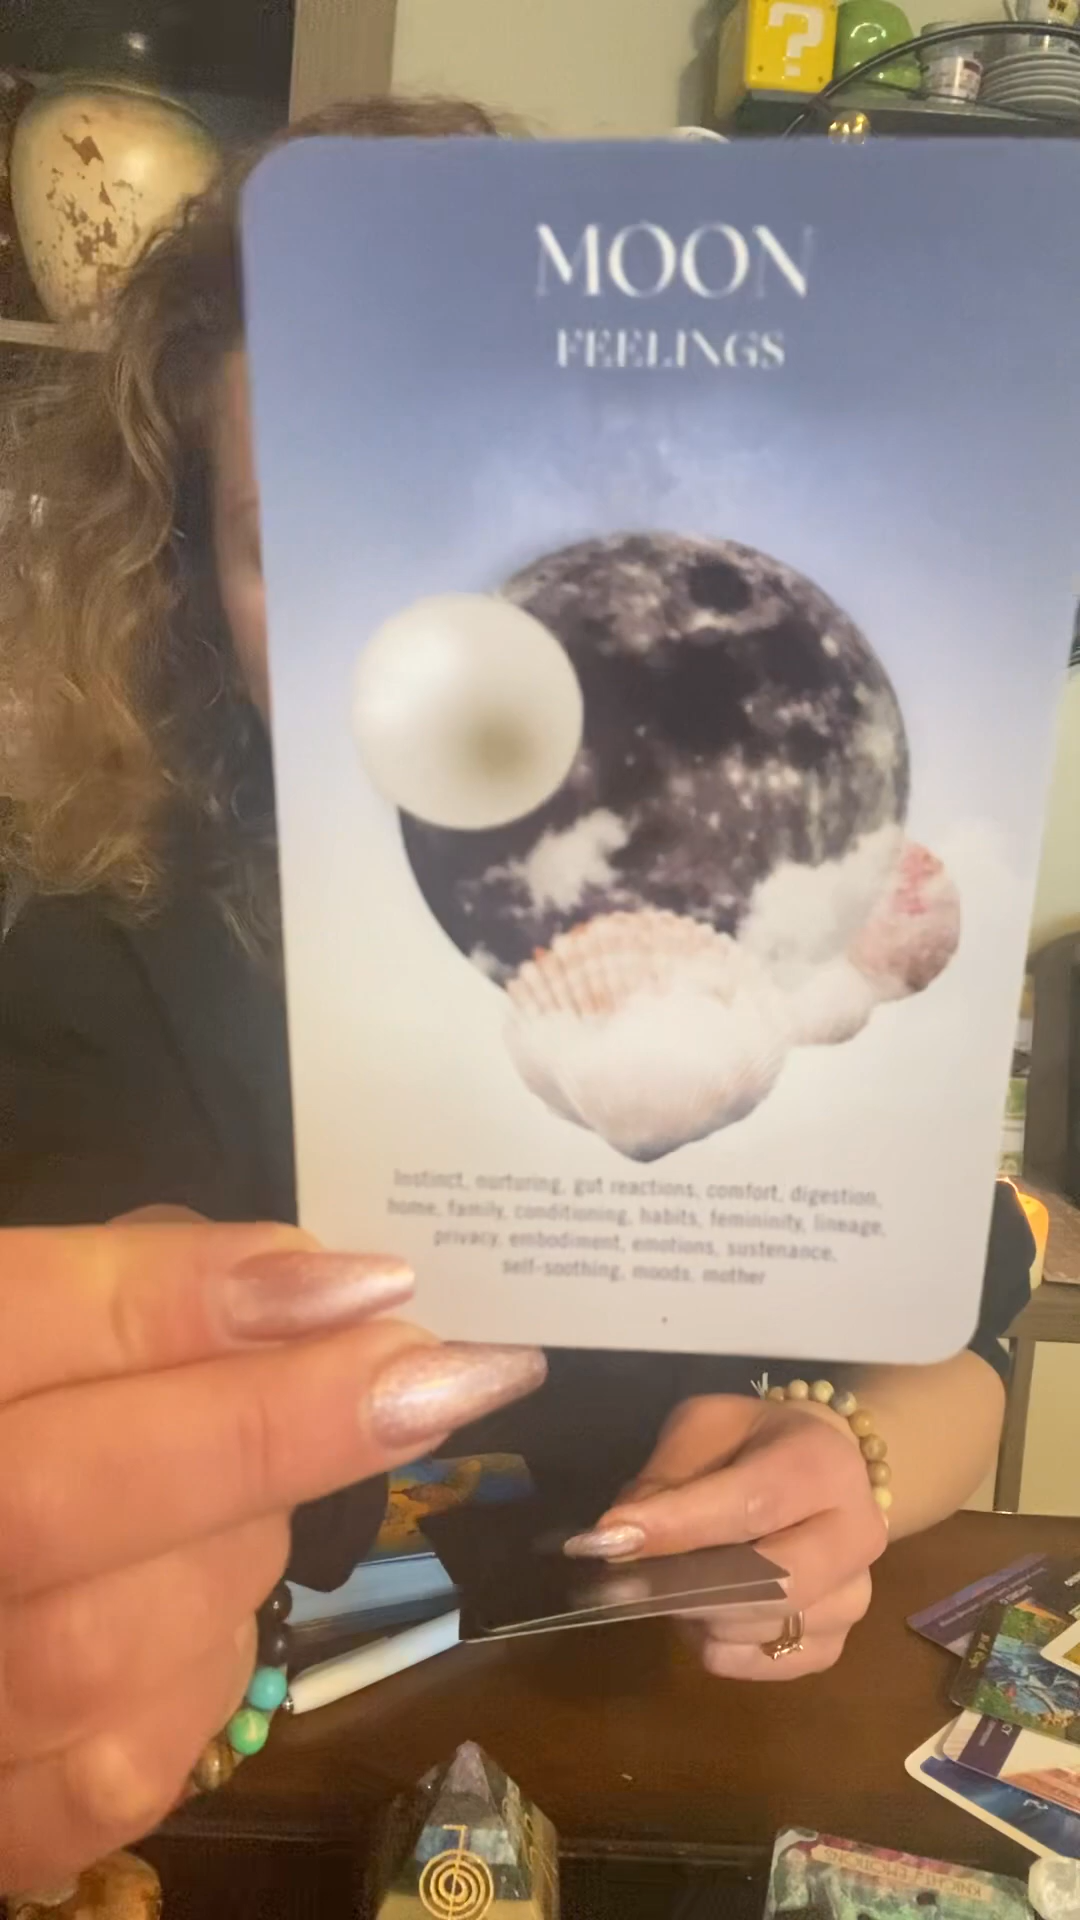 MOON
FEELINGS
Instinct, nurturing, gut reactions, comfort, digestion,
home, family, conditioning, habits, femininity, lineage,
privacy, embodiment, emotions, sustenance,
self-soothing, moods, mother
?